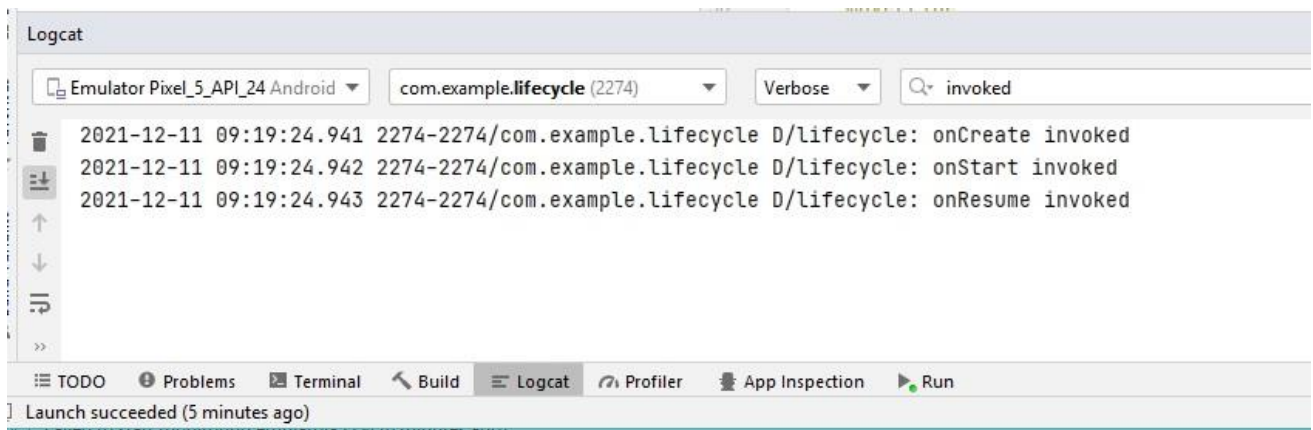 Logcat
Emulator Pixel_5_API_24 Android com.example.lifecycle (2274) Verbose invoked
2021-12-11 09:19:24.941 2274-2274/com.example.lifecycle D/lifecycle: onCreate invoked
2021-12-11 09:19:24.942 2274-2274/com.example.lifecycle D/lifecycle: onStart invoked
2021-12-11 09:19:24.943 2274-2274/com.example.lifecycle D/lifecycle: onResume invoked
TODO Problems Terminal Build Logcat Profiler App Inspection Run
Launch succeeded (5 minutes ago)